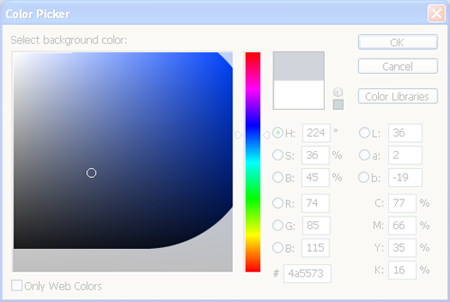 Color Picker
Select background color:
OK
Cancel
Color Libraries
H: 224 °
S: 36 %
B: 45 %
R: 74
G: 85
B: 115
# 4a5573
L: 36
a: 2
b: -19
C: 77 %
M: 66 %
Y: 35 %
K: 16 %
Only Web Colors